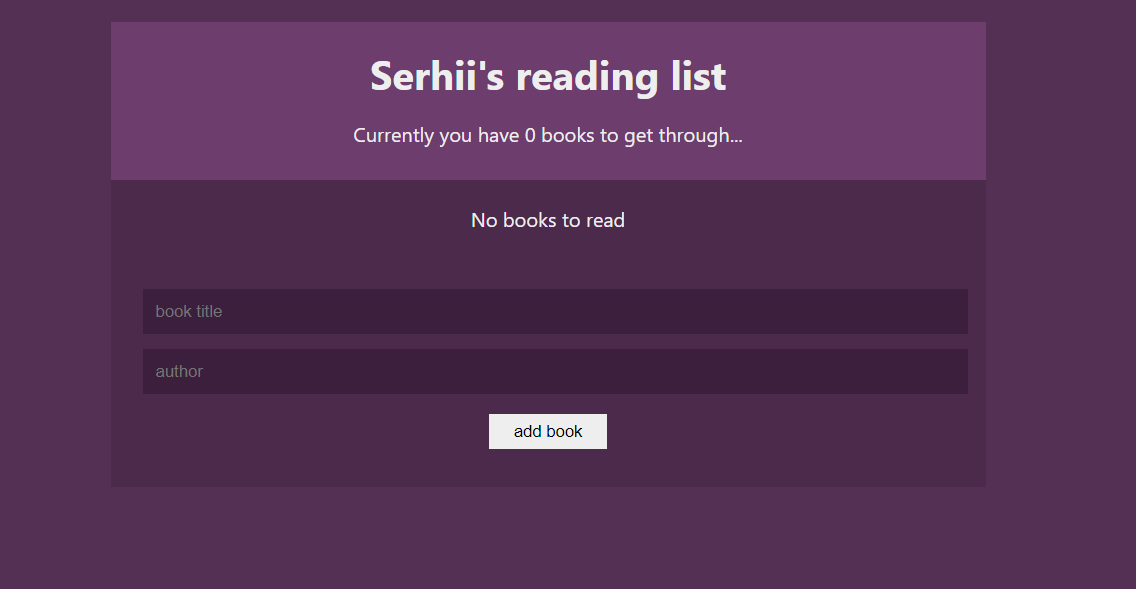 Serhii's reading list
Currently you have 0 books to get through...
No books to read
book title
author
add book